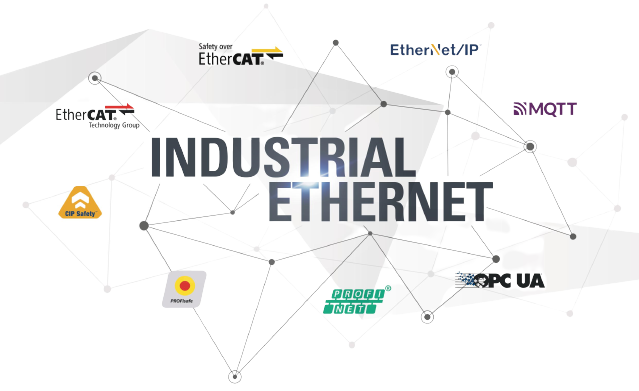 Safety over
EtherCAT®
EtherNet/IP
EtherCAT®
Technology Group
MQTT
INDUSTRIAL
ETHERNET
CIP Safety
PROFIsafe
PROFI®
NET
OPC UA